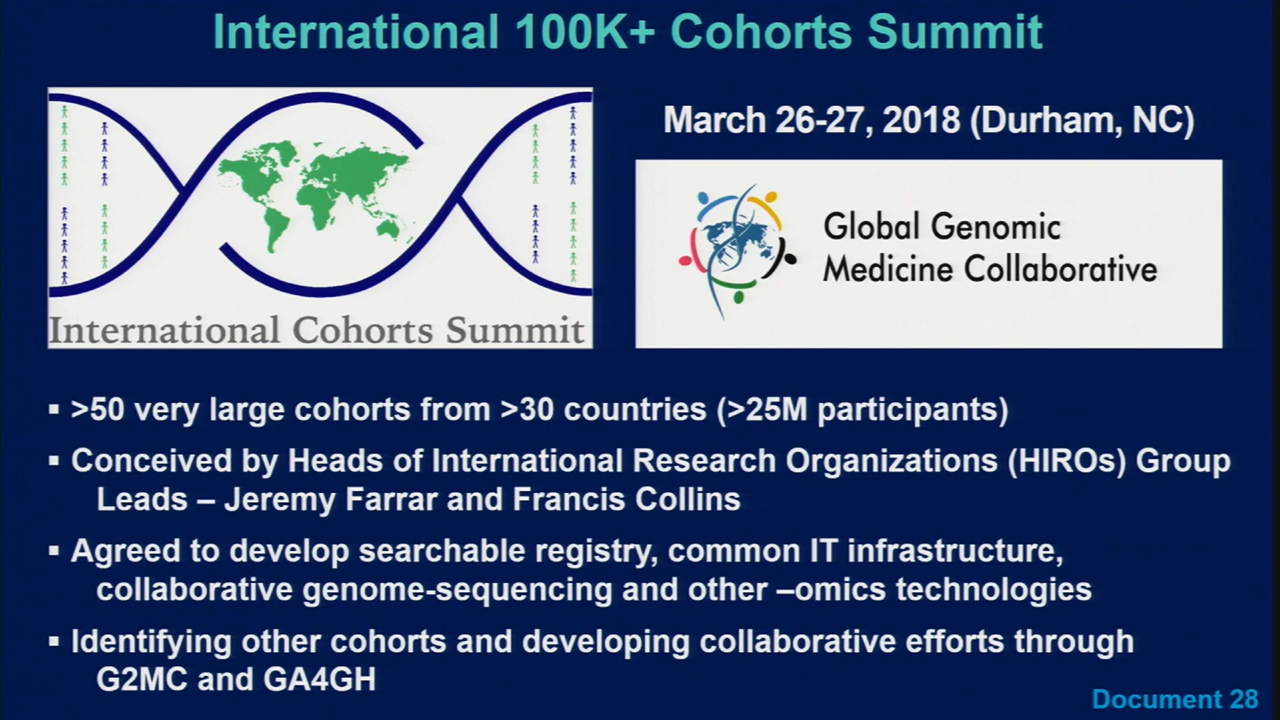 International 100K+ Cohorts Summit
International Cohorts Summit
March 26-27, 2018 (Durham, NC)
Global Genomic
Medicine Collaborative
▪ >50 very large cohorts from >30 countries (>25M participants)
▪ Conceived by Heads of International Research Organizations (HIROs) Group
Leads – Jeremy Farrar and Francis Collins
▪ Agreed to develop searchable registry, common IT infrastructure,
collaborative genome-sequencing and other –omics technologies
▪ Identifying other cohorts and developing collaborative efforts through
G2MC and GA4GH
Document 28